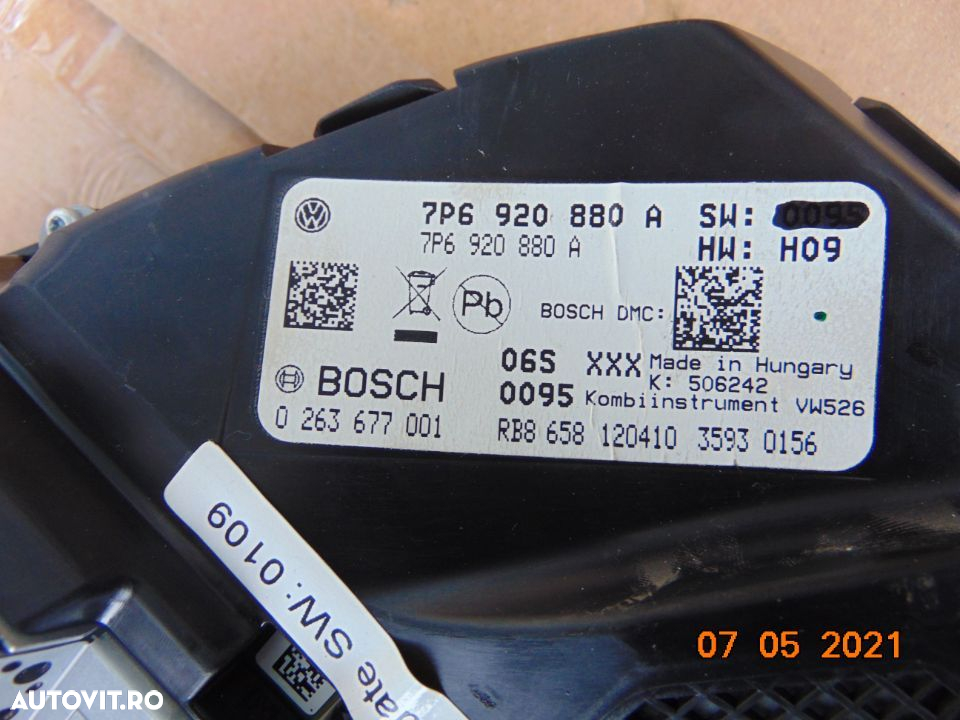 7P6 920 880 A SW: 0095
7P6 920 880 A HW: H09
Pb
BOSCH DMC:
06S XXX Made in Hungary
K: 506242
BOSCH 0095 Kombiinstrument VW526
0 263 677 001 RB8 658 120410 3593 0156
SW: 0109
07 05 2021
AUTOVIT.RO